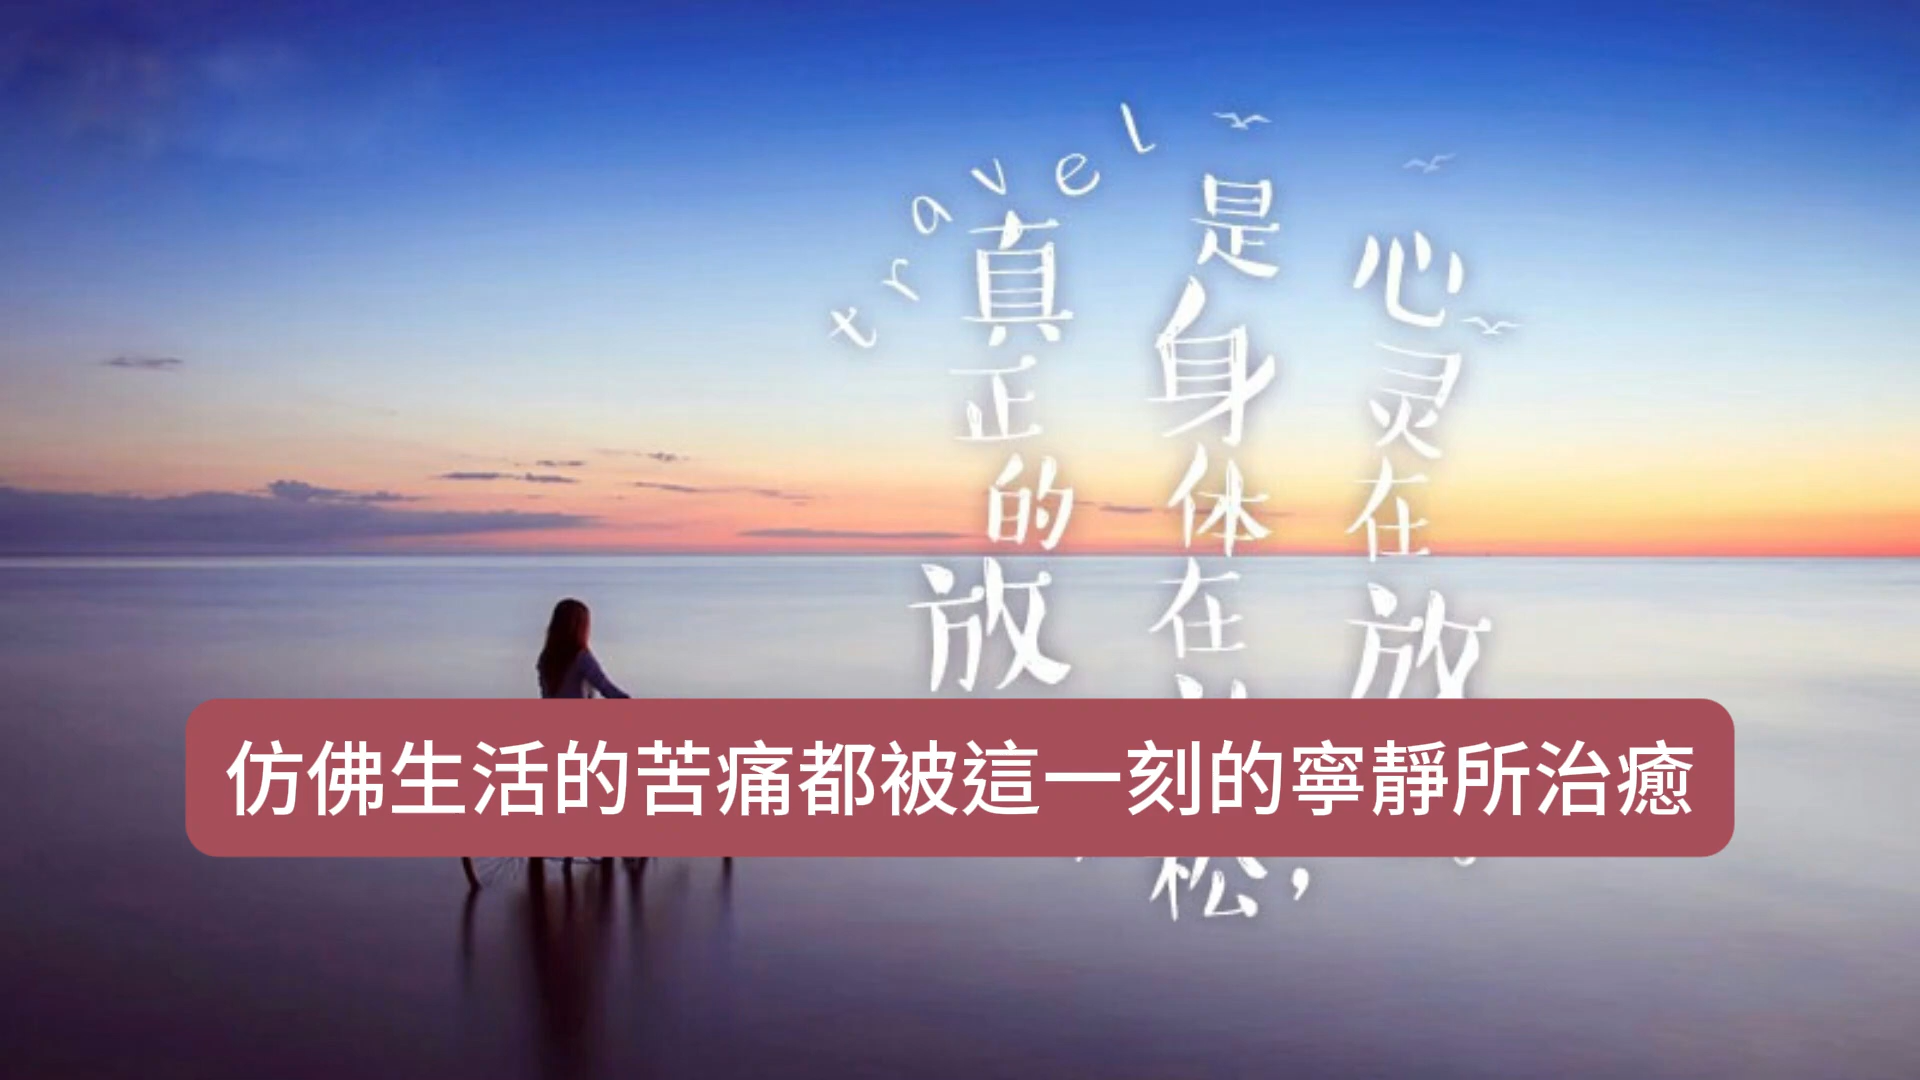 travel
真正的放
是身体在
松，
心灵在放
仿佛生活的苦痛都被這一刻的寧靜所治癒